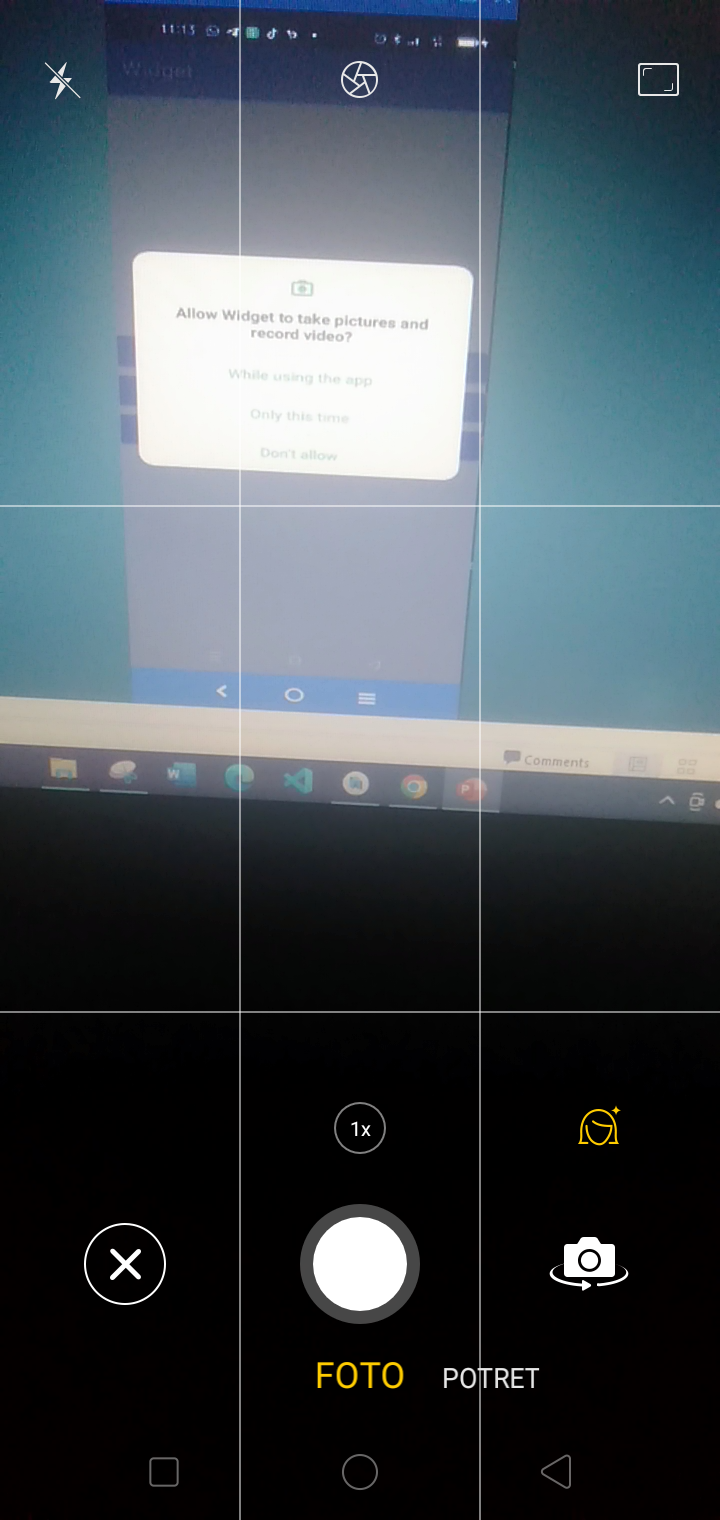 11:13
Widget
Allow Widget to take pictures and
record video?
While using the app
Only this time
Don't allow
Comments
W
P
1x
FOTO
POTRET